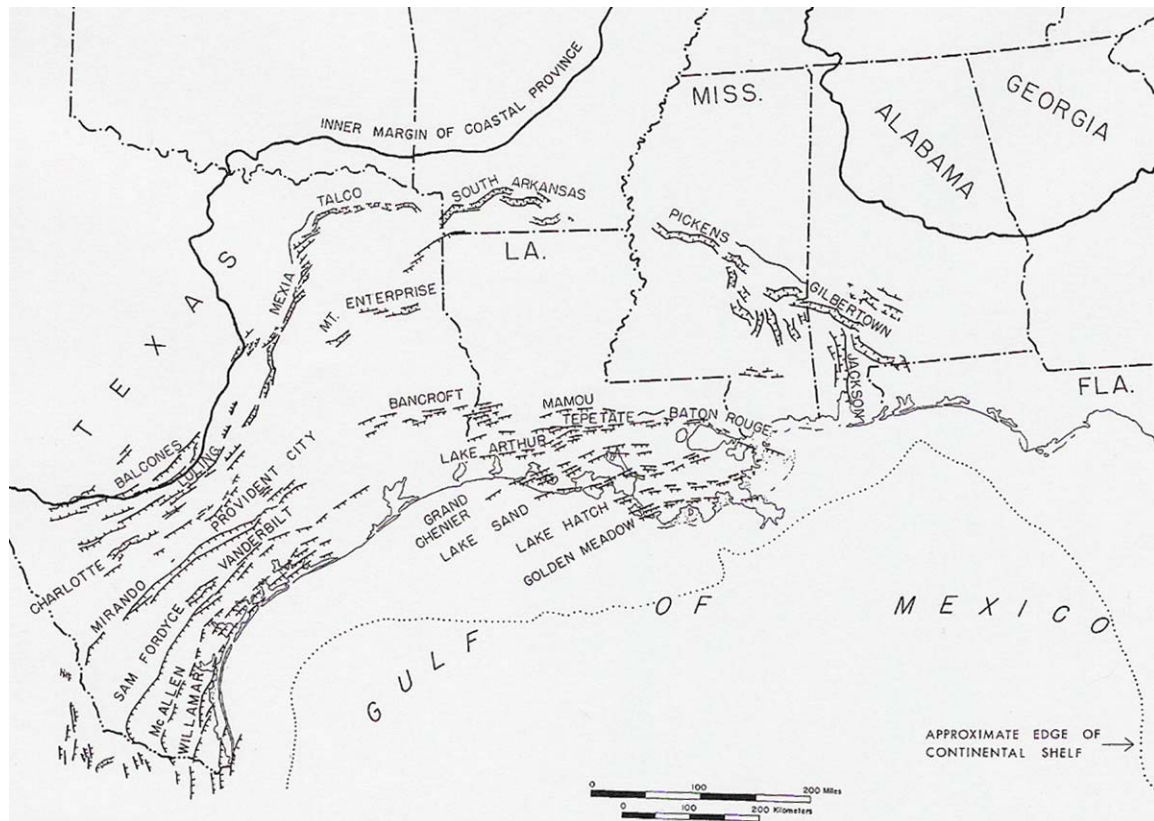 MISS.
GEORGIA
ALABAMA
INNER MARGIN OF COASTAL PROVINCE
TALCO
SOUTH ARKANSAS
PICKENS
LA.
TEXAS
MEXIA
MT. ENTERPRISE
GILBERTOWN
JACKSON
FLA.
BANCROFT
MAMOU
TEPETATE
BATON ROUGE
LAKE ARTHUR
BALCONES
LULING
PROVIDENT CITY
VANDERBILT
GRAND
CHENIER
LAKE SAND
LAKE HATCH
GOLDEN MEADOW
CHARLOTTE
MIRANDO
SAM FORDYCE
McALLEN
WILLAMAR
GULF OF MEXICO
APPROXIMATE EDGE OF
CONTINENTAL SHELF
0 100 200 Miles
0 100 200 Kilometers